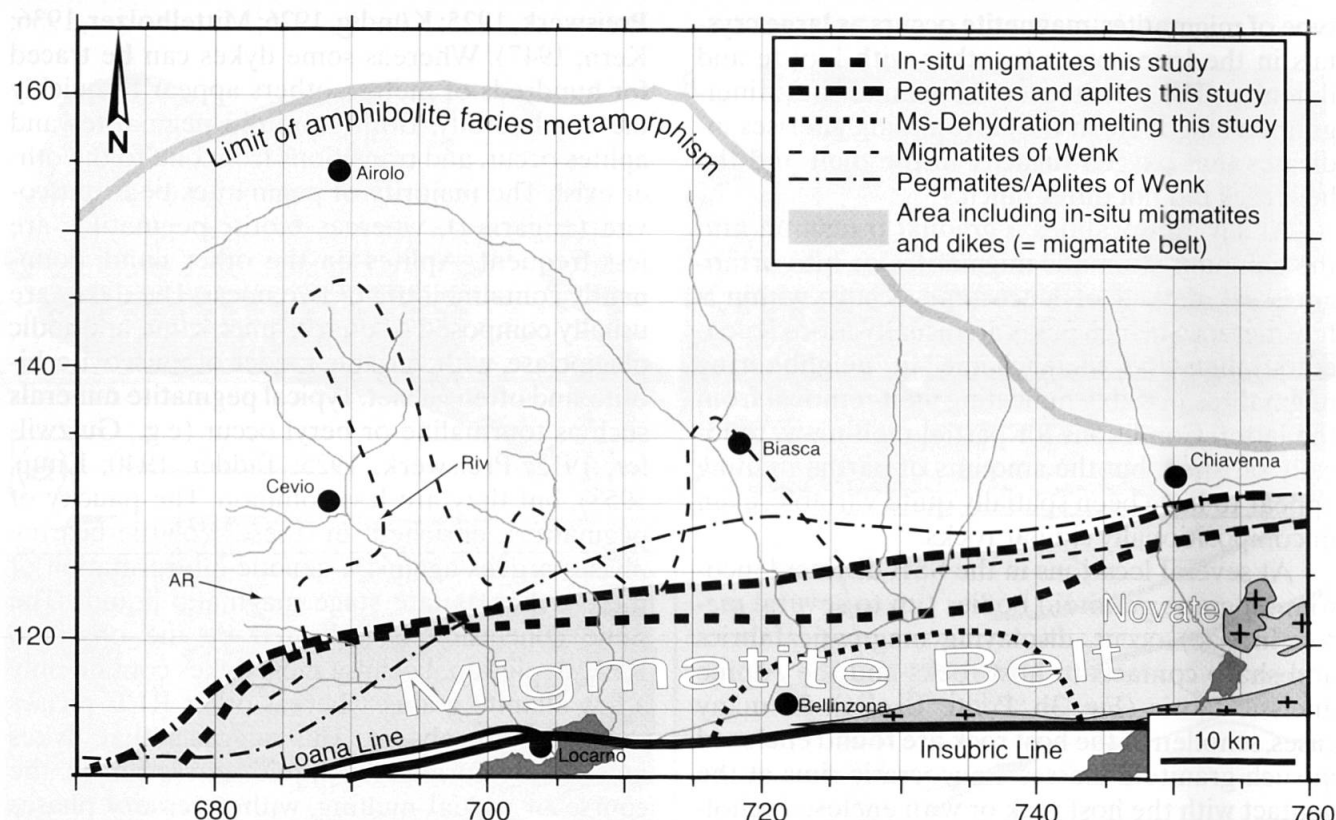 In-situ migmatites this study
Pegmatites and aplites this study
Ms-Dehydration melting this study
Migmatites of Wenk
Pegmatites/Aplites of Wenk
Area including in-situ migmatites
and dikes (= migmatite belt)
N
160
140
120
Limit of amphibolite facies metamorphism
Airolo
Biasca
Riv
Cevio
Chiavenna
AR
Novate
Migmatite Belt
Bellinzona
Loana Line
Locarno
Insubric Line
10 km
680
700
720
740
760